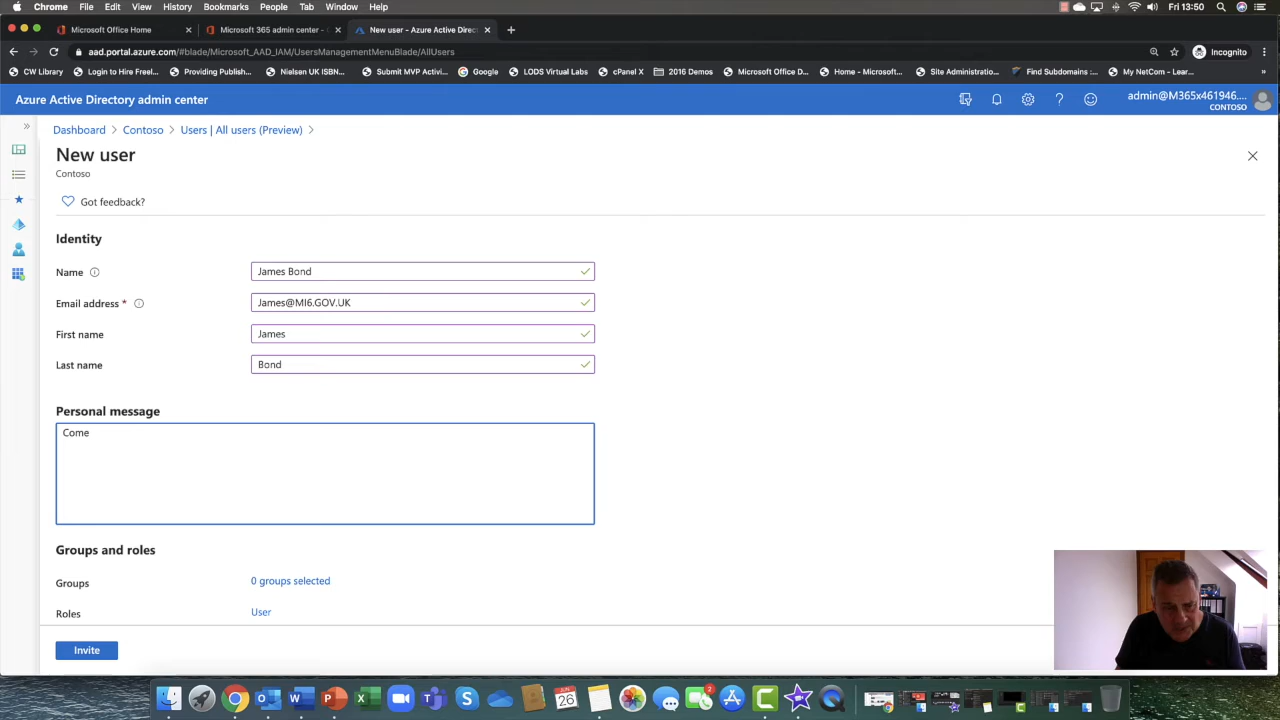 Chrome File Edit View History Bookmarks People Tab Window Help Fri 13:50
Microsoft Office Home Microsoft 365 admin center - New user - Azure Active Direc
aad.portal.azure.com/#blade/Microsoft_AAD_IAM/UsersManagementMenuBlade/AllUsers Incognito
CW Library Login to Hire Freel... Providing Publish... Nielsen UK ISBN... Submit MVP Activi... Google LODS Virtual Labs cPanel X 2016 Demos Microsoft Office D... Home - Microsoft... Site Administratio... Find Subdomains :... My NetCom - Lear... »
Azure Active Directory admin center admin@M365x461946....
CONTOSO
Dashboard > Contoso > Users | All users (Preview) >
New user
Contoso
Got feedback?
Identity
Name James Bond
Email address * James@MI6.GOV.UK
First name James
Last name Bond
Personal message
Come
Groups and roles
Groups 0 groups selected
Roles User
Invite